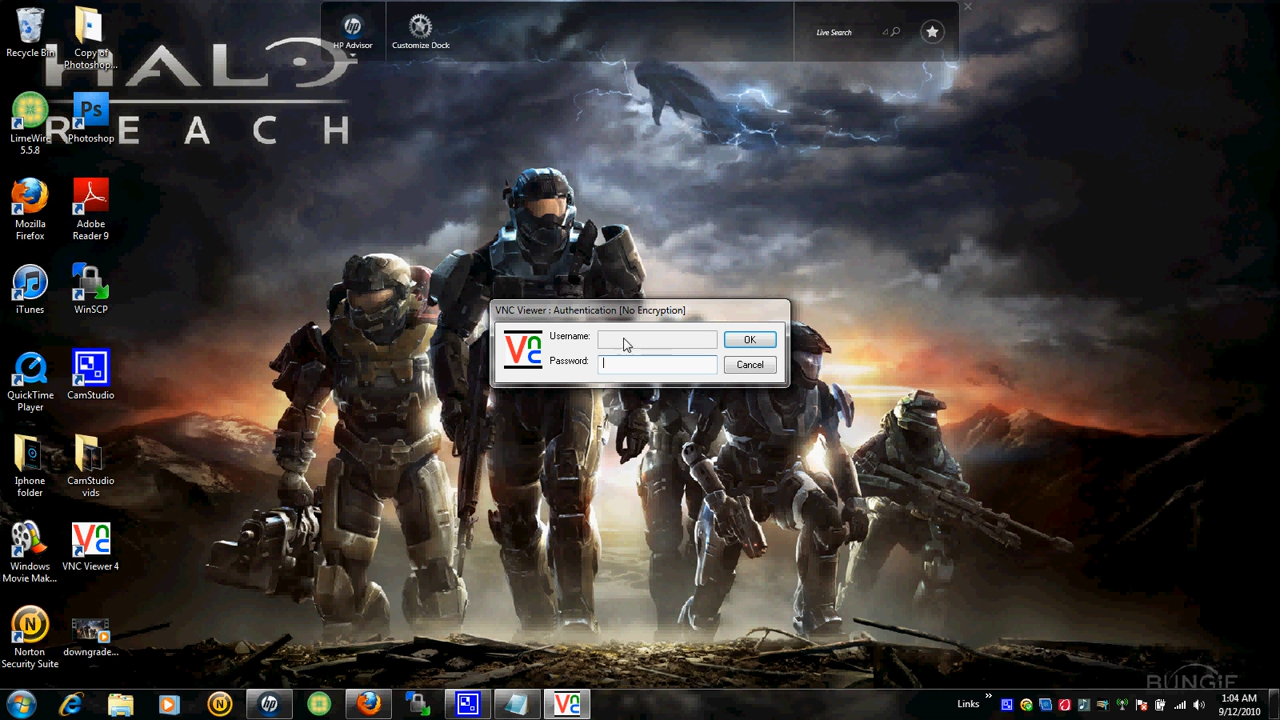 HP Advisor
Customize Dock
Live Search
HALO
REACH
Recycle Bin
Copy of
Photoshop...
LimeWire
5.5.8
Ps
Photoshop
Mozilla
Firefox
Adobe
Reader 9
iTunes
WinSCP
QuickTime
Player
CamStudio
Iphone
folder
CamStudio
vids
Windows
Movie Mak...
VNC Viewer 4
Norton
Security Suite
downgrade...
VNC Viewer : Authentication [No Encryption]
Username:
OK
Password:
Cancel
BUNGIE
Links
1:04 AM
9/12/2010